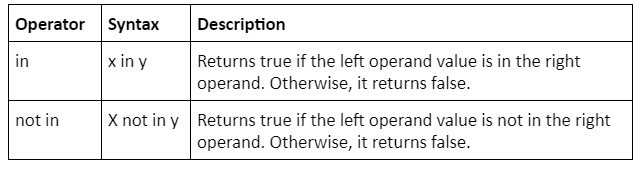 Operator Syntax Description
in x in y Returns true if the left operand value is in the right
operand. Otherwise, it returns false.
not in X not in y Returns true if the left operand value is not in the right
operand. Otherwise, it returns false.